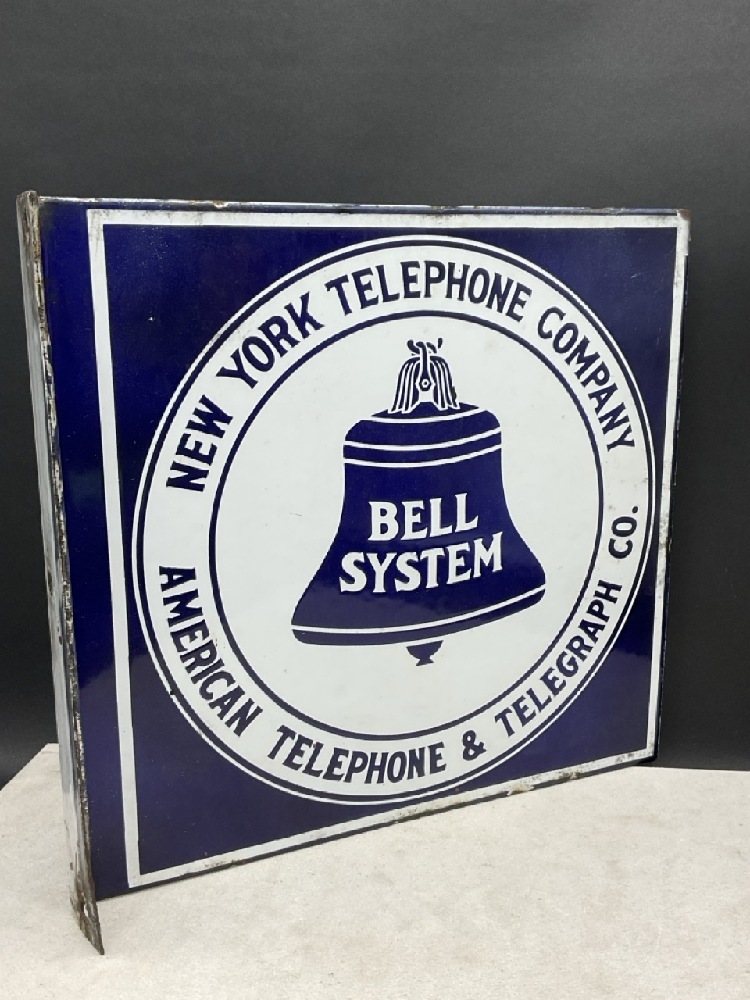 NEW YORK TELEPHONE COMPANY
BELL
SYSTEM
AMERICAN TELEPHONE & TELEGRAPH CO.